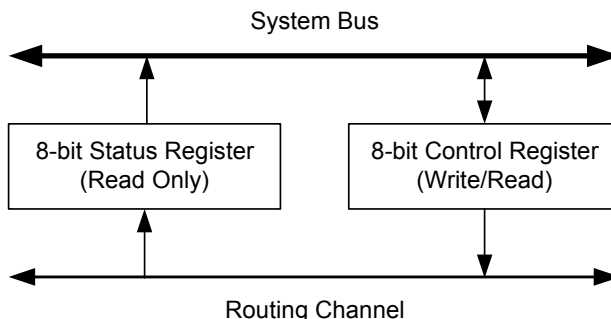 System Bus
8-bit Status Register
(Read Only)
8-bit Control Register
(Write/Read)
Routing Channel